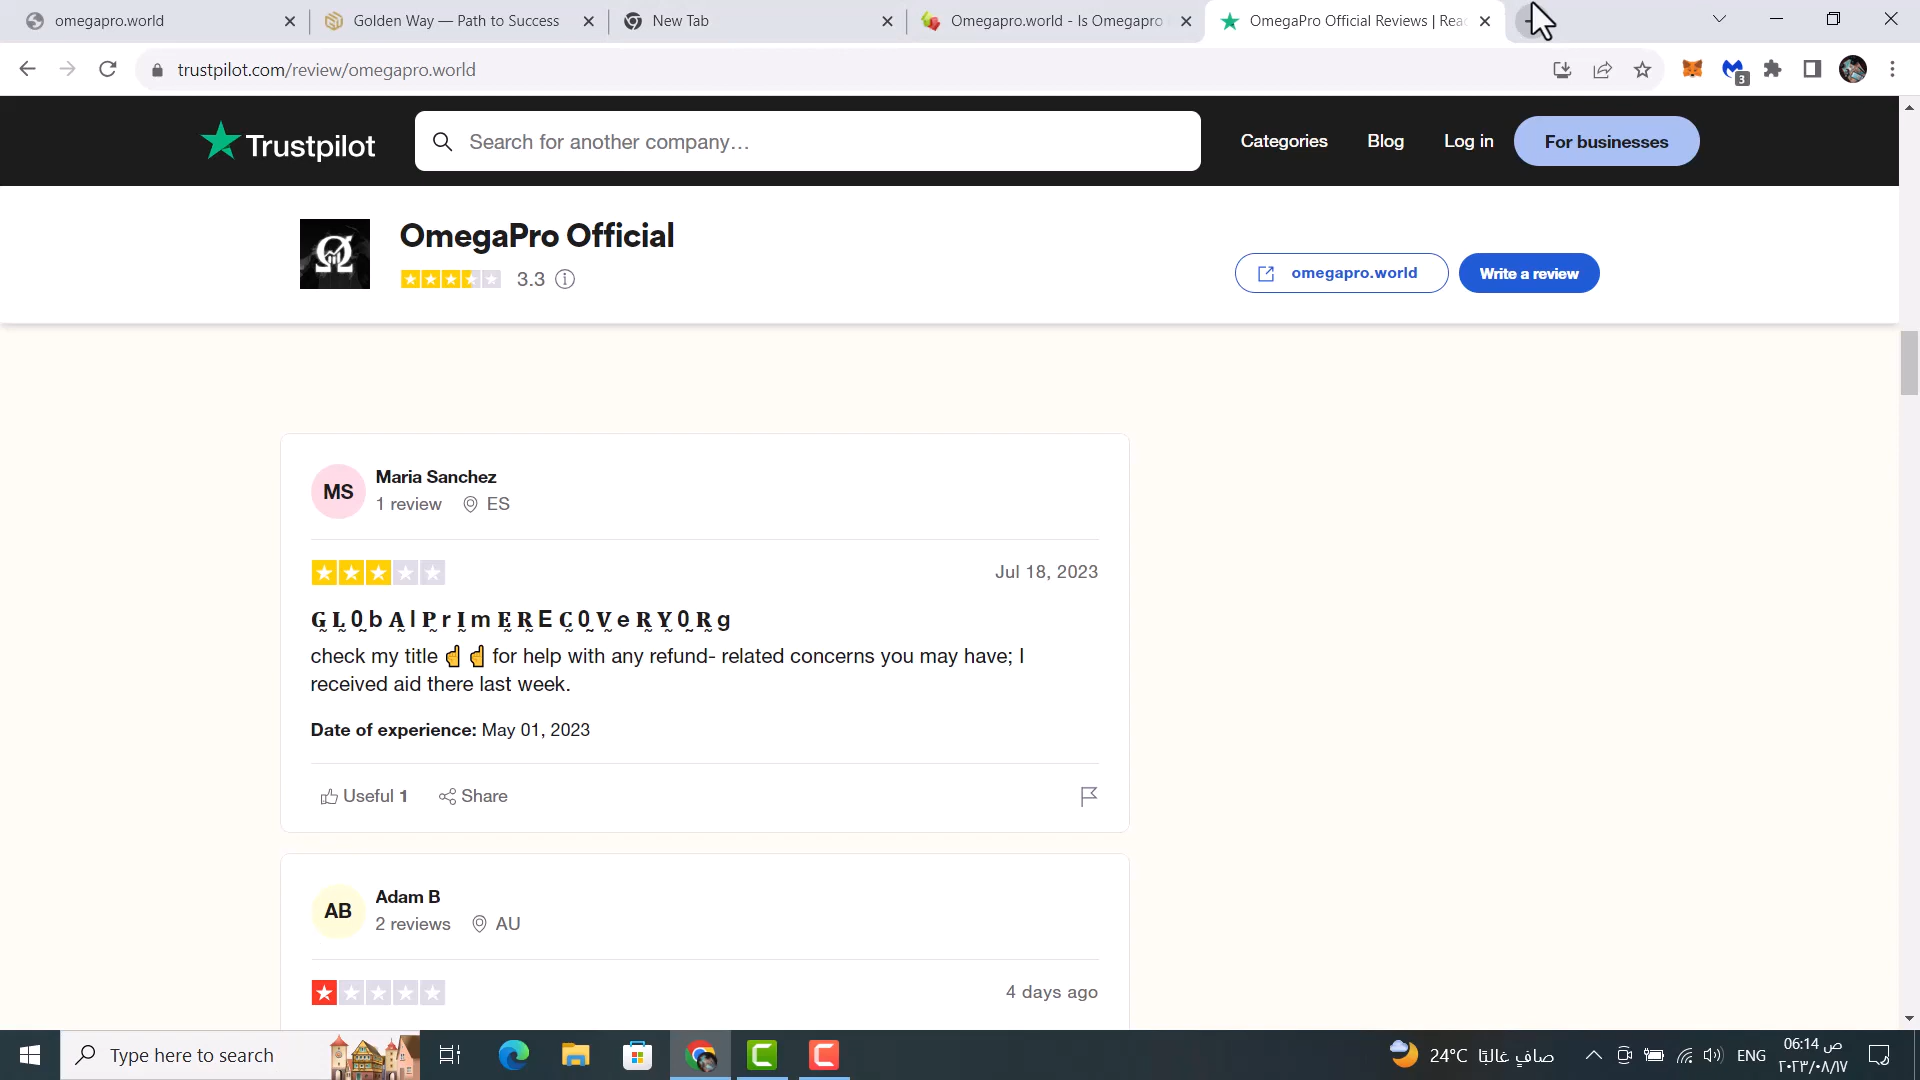 omegapro.world
Golden Way — Path to Success
New Tab
Omegapro.world - Is Omegapro
OmegaPro Official Reviews | Read
trustpilot.com/review/omegapro.world
3
Trustpilot
Search for another company…
Categories
Blog
Log in
For businesses
OmegaPro Official
3.3
omegapro.world
Write a review
MS
Maria Sanchez
1 review
ES
Jul 18, 2023
G̰ L̰ 0̰ b A̰ l P̰ r Ḭ m Ḛ R̰ E C̰ 0̰ V̰ e R̰ Y̰ 0̰ R̰ g
check my title ☝️☝️ for help with any refund- related concerns you may have; I
received aid there last week.
Date of experience: May 01, 2023
Useful 1
Share
AB
Adam B
2 reviews
AU
4 days ago
Type here to search
24°C صافٍ غالبًا
ENG
06:14 ص
٢٠٢٣/٠٨/١٧